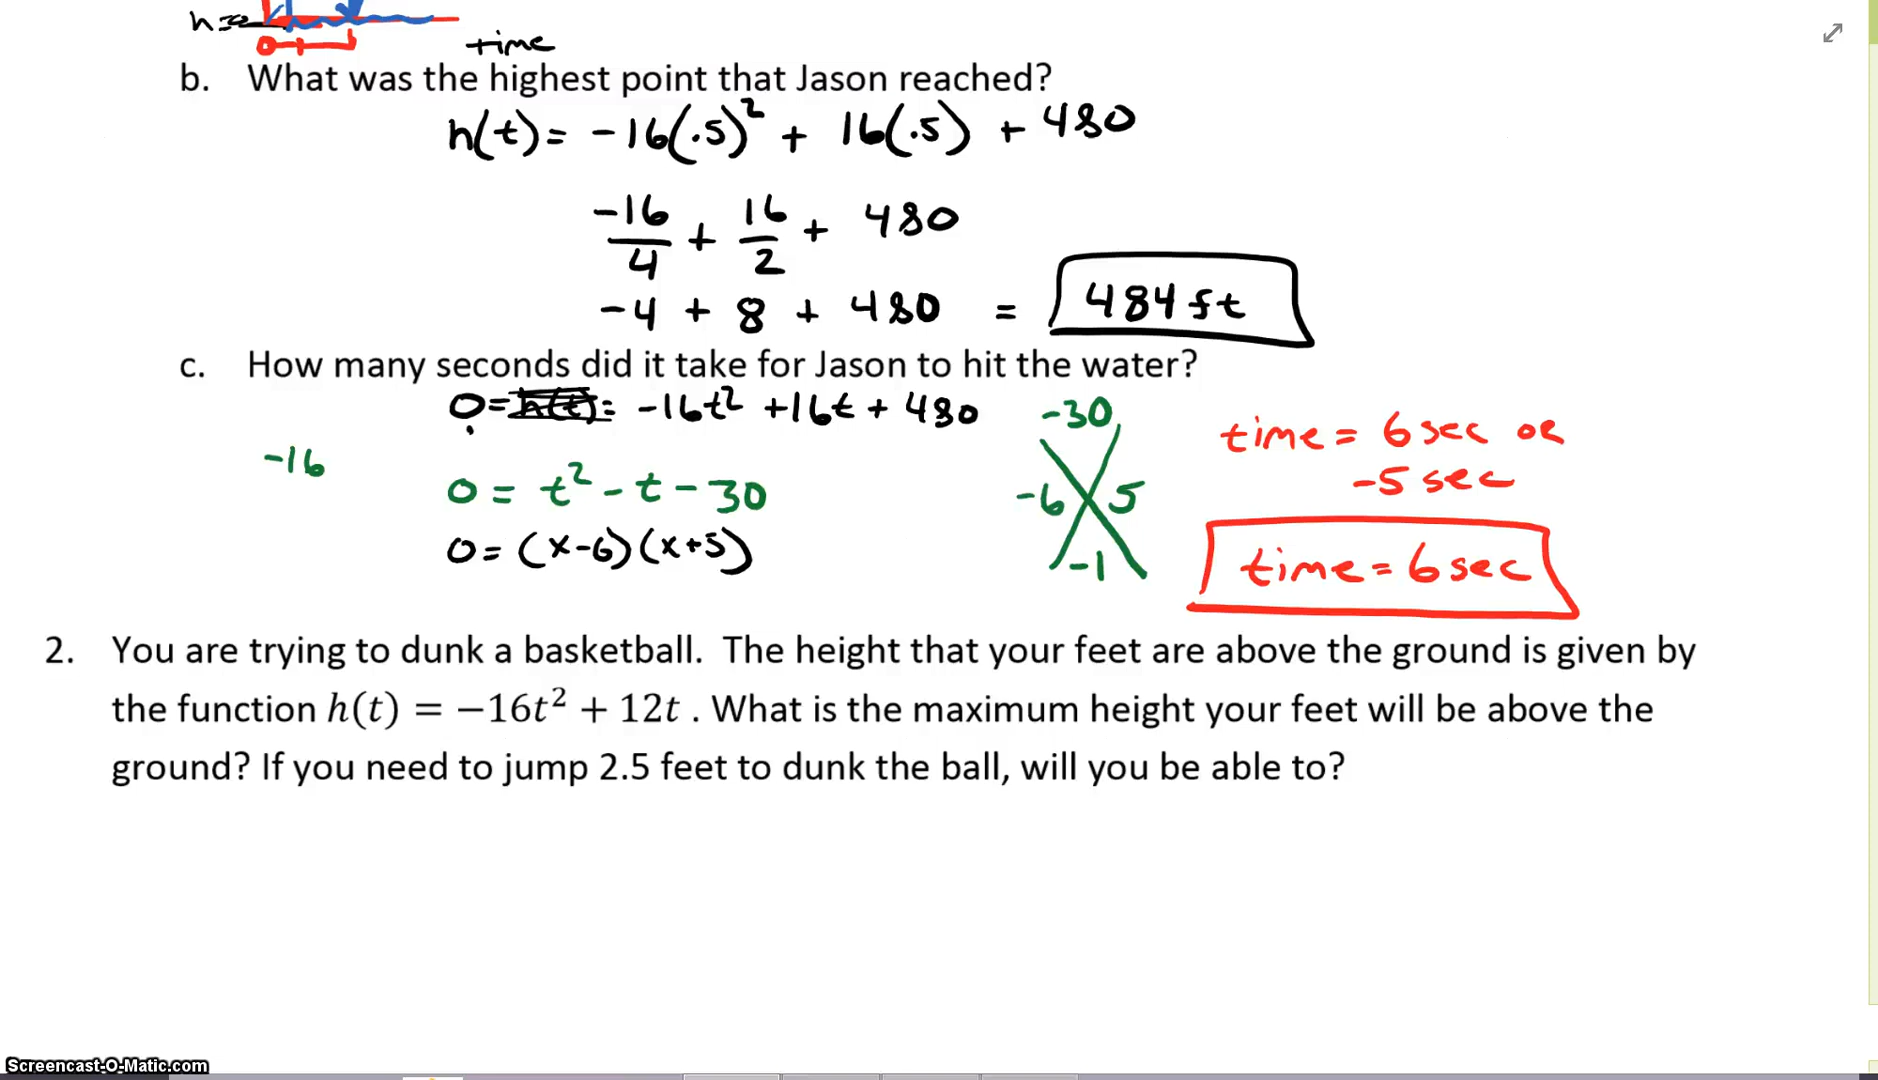 h=
time
b. What was the highest point that Jason reached?
h(t)= -16(.5)² + 16(.5) + 480
-16/4 + 16/2 + 480
-4 + 8 + 480 = 484 ft
c. How many seconds did it take for Jason to hit the water?
0=h(t)= -16t² +16t + 480
-30
time = 6 sec or
-16
-5 sec
0 = t² - t - 30
-6 5
0= (x-6)(x+5)
-1
time = 6 sec
2. You are trying to dunk a basketball. The height that your feet are above the ground is given by
the function h(t) = −16t² + 12t . What is the maximum height your feet will be above the
ground? If you need to jump 2.5 feet to dunk the ball, will you be able to?
Screencast-O-Matic.com